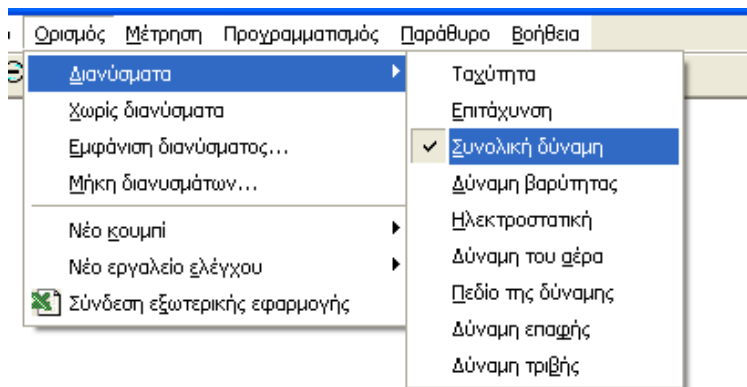 Ορισμός Μέτρηση Προγραμματισμός Παράθυρο Βοήθεια
Διανύσματα
Χωρίς διανύσματα
Εμφάνιση διανύσματος...
Μήκη διανυσμάτων...
Νέο κουμπί
Νέο εργαλείο ελέγχου
Σύνδεση εξωτερικής εφαρμογής
Ταχύτητα
Επιτάχυνση
Συνολική δύναμη
Δύναμη βαρύτητας
Ηλεκτροστατική
Δύναμη του αέρα
Πεδίο της δύναμης
Δύναμη επαφής
Δύναμη τριβής